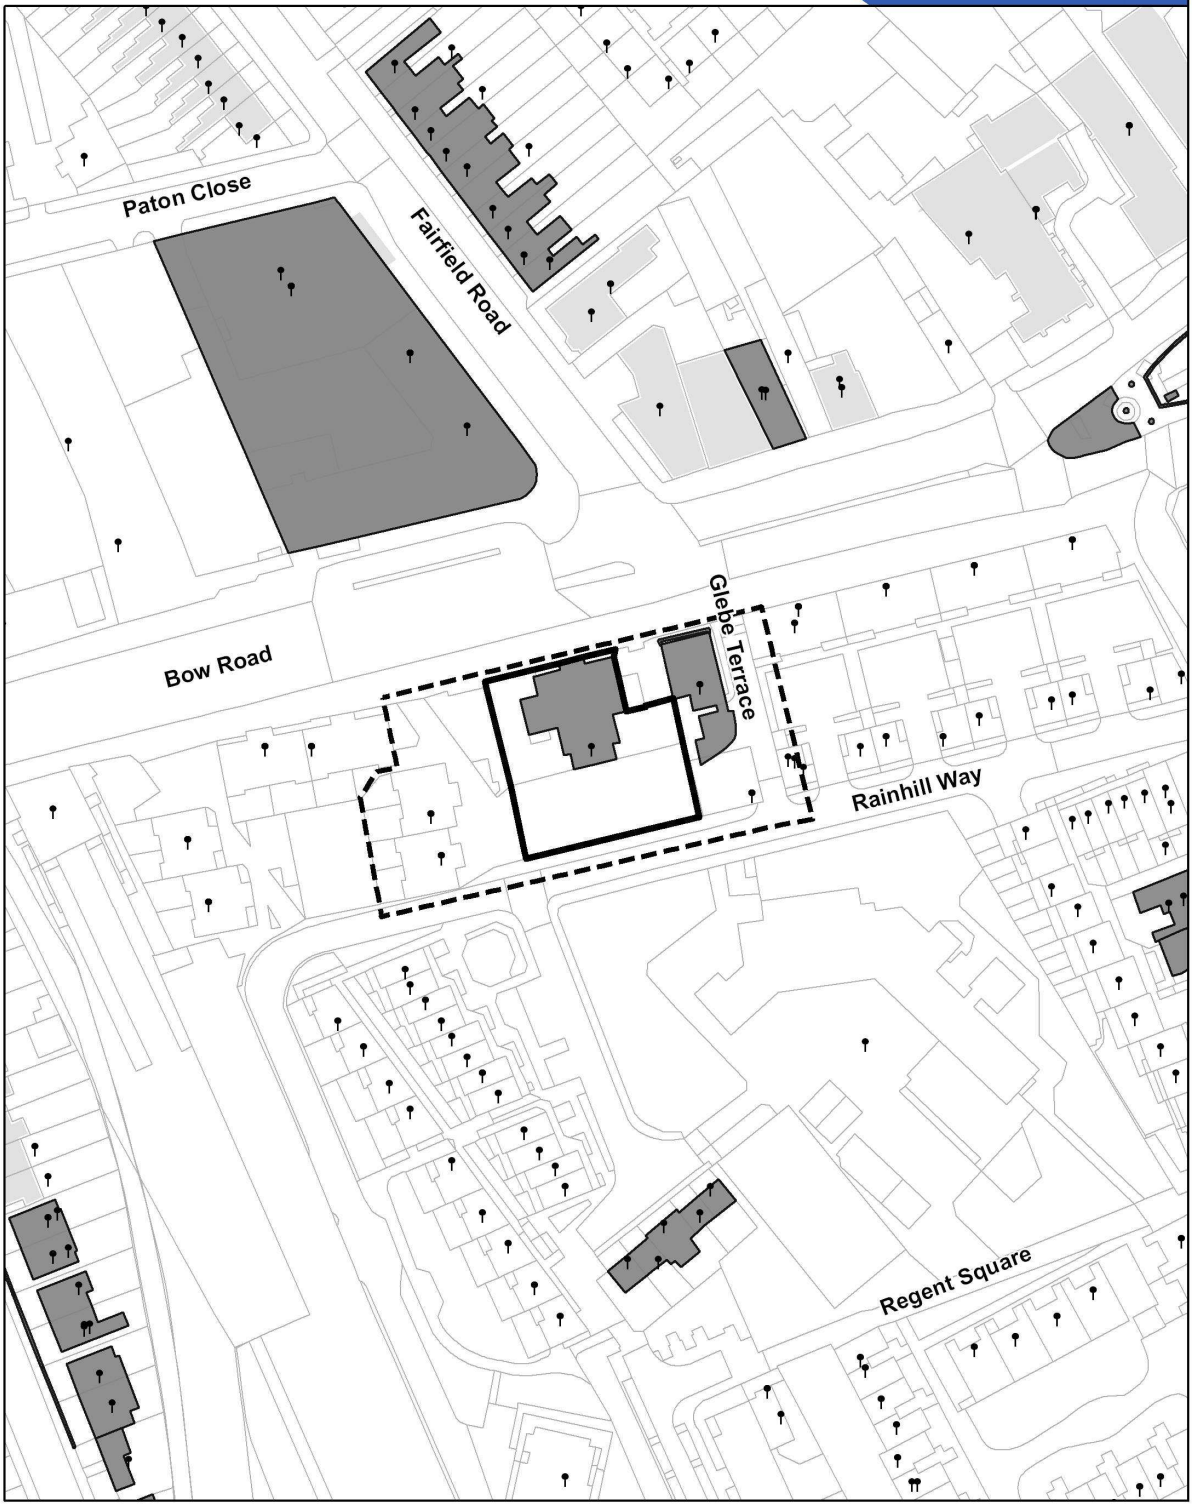 Paton Close
Fairfield Road
Glebe Terrace
Bow Road
Rainhill Way
Regent Square